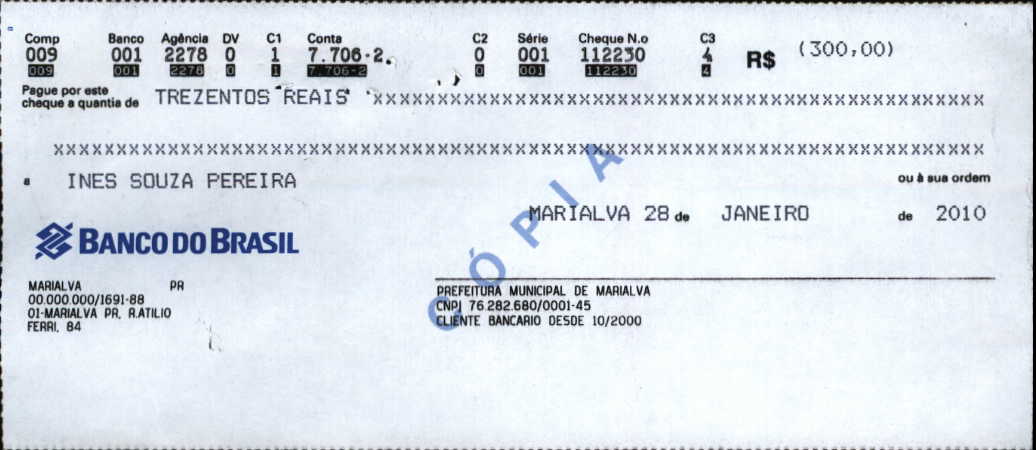 Comp Banco Agência DV C1 Conta C2 Série Cheque N.o C3
009 001 2278 0 1 7.706-2. 0 001 112230 4 R$ (300,00)
009 001 2278 0 1 7.706-2 0 001 112230 4
Pague por este
cheque a quantia de TREZENTOS REAIS xxxxxxxxxxxxxxxxxxxxxxxxxxxxxxxxxxxxxxxxxxxxxxxxxxxxxxxxxxx
xxxxxxxxxxxxxxxxxxxxxxxxxxxxxxxxxxxxxxxxxxxxxxxxxxxxxxxxxxxxxxxxxxxxxxxxxxxxxxxxxxxxxxxxx
a INES SOUZA PEREIRA ou à sua ordem
MARIALVA 28 de JANEIRO de 2010
BANCO DO BRASIL
MARIALVA PR
00.000.000/1691-88
01-MARIALVA PR, R.ATILIO
FERRI, 84
PREFEITURA MUNICIPAL DE MARIALVA
CNPJ 76.282.680/0001-45
CLIENTE BANCARIO DESDE 10/2000
CÓPIA